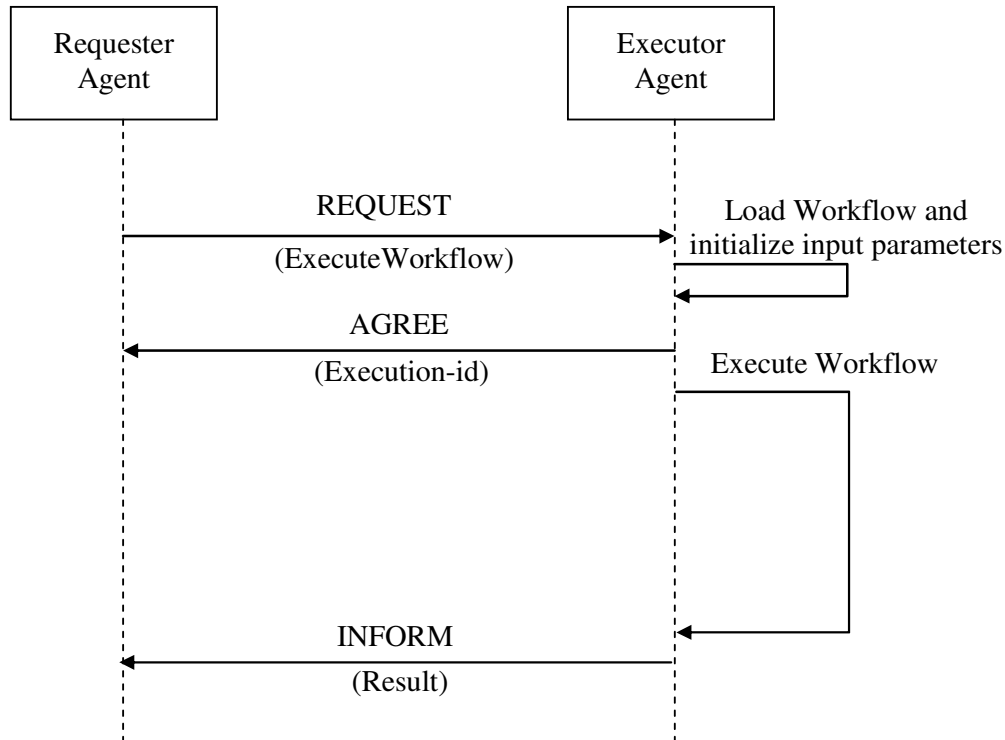 Requester
Agent
Executor
Agent
REQUEST
(ExecuteWorkflow)
Load Workflow and
initialize input parameters
AGREE
(Execution-id)
Execute Workflow
INFORM
(Result)